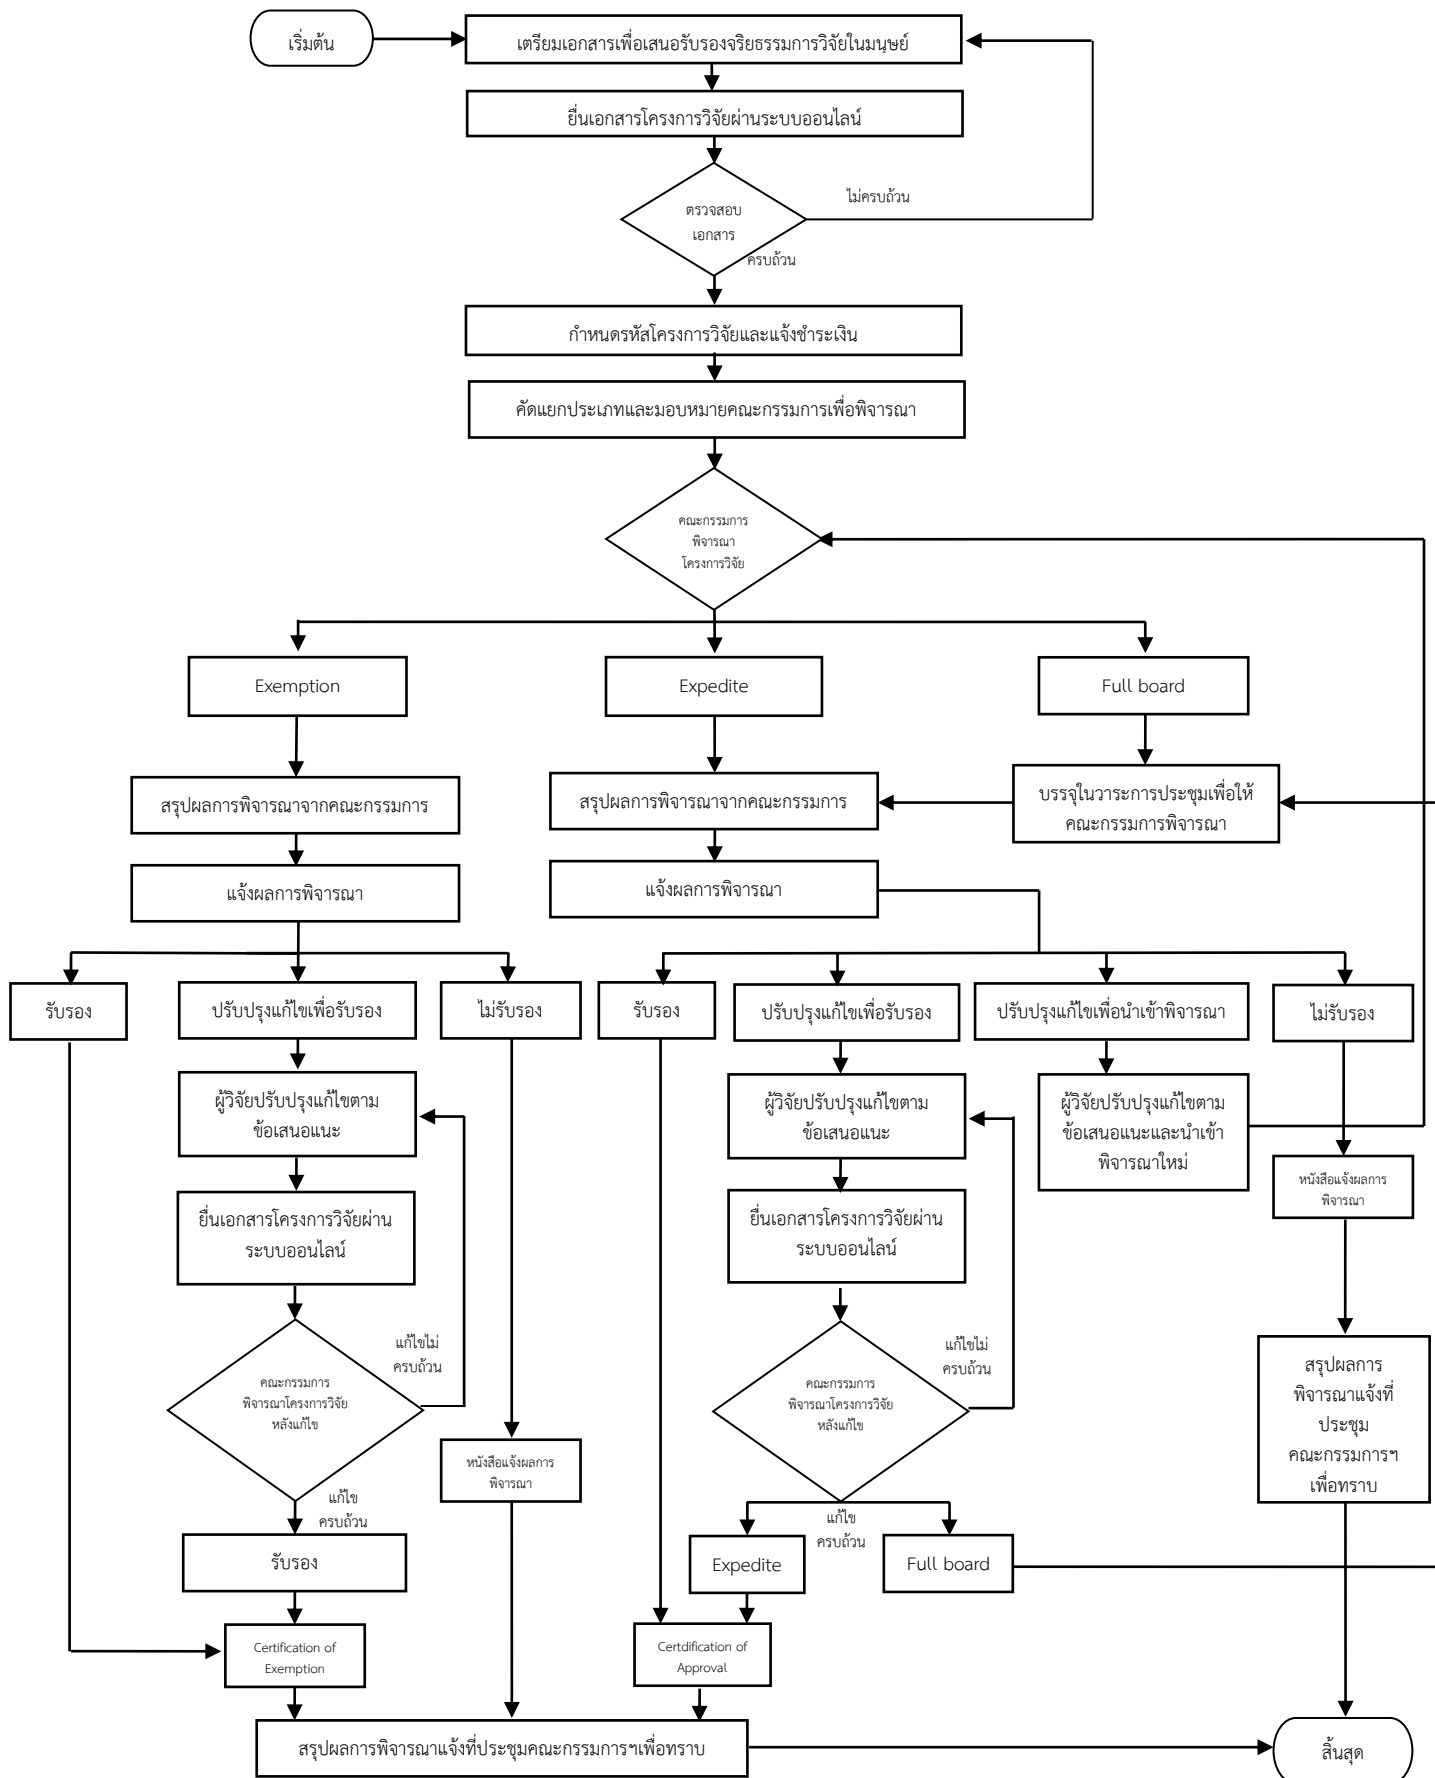 เริ่มต้น
เตรียมเอกสารเพื่อเสนอรับรองจริยธรรมการวิจัยในมนุษย์
ยื่นเอกสารโครงการวิจัยผ่านระบบออนไลน์
ไม่ครบถ้วน
ตรวจสอบ
เอกสาร
ครบถ้วน
กำหนดรหัสโครงการวิจัยและแจ้งชำระเงิน
คัดแยกประเภทและมอบหมายคณะกรรมการเพื่อพิจารณา
คณะกรรมการ
พิจารณา
โครงการวิจัย
Exemption
Expedite
Full board
สรุปผลการพิจารณาจากคณะกรรมการ
สรุปผลการพิจารณาจากคณะกรรมการ
บรรจุในวาระการประชุมเพื่อให้
คณะกรรมการพิจารณา
แจ้งผลการพิจารณา
แจ้งผลการพิจารณา
รับรอง
ปรับปรุงแก้ไขเพื่อรับรอง
ไม่รับรอง
รับรอง
ปรับปรุงแก้ไขเพื่อรับรอง
ปรับปรุงแก้ไขเพื่อนำเข้าพิจารณา
ไม่รับรอง
ผู้วิจัยปรับปรุงแก้ไขตาม
ข้อเสนอแนะ
ผู้วิจัยปรับปรุงแก้ไขตาม
ข้อเสนอแนะ
ผู้วิจัยปรับปรุงแก้ไขตาม
ข้อเสนอแนะและนำเข้า
พิจารณาใหม่
หนังสือแจ้งผลการ
พิจารณา
ยื่นเอกสารโครงการวิจัยผ่าน
ระบบออนไลน์
ยื่นเอกสารโครงการวิจัยผ่าน
ระบบออนไลน์
แก้ไขไม่
ครบถ้วน
คณะกรรมการ
พิจารณาโครงการวิจัย
หลังแก้ไข
แก้ไขไม่
ครบถ้วน
คณะกรรมการ
พิจารณาโครงการวิจัย
หลังแก้ไข
สรุปผลการ
พิจารณาแจ้งที่
ประชุม
คณะกรรมการฯ
เพื่อทราบ
หนังสือแจ้งผลการ
พิจารณา
แก้ไข
ครบถ้วน
แก้ไข
ครบถ้วน
รับรอง
Expedite
Full board
Certification of
Exemption
Certdification of
Approval
สรุปผลการพิจารณาแจ้งที่ประชุมคณะกรรมการฯเพื่อทราบ
สิ้นสุด